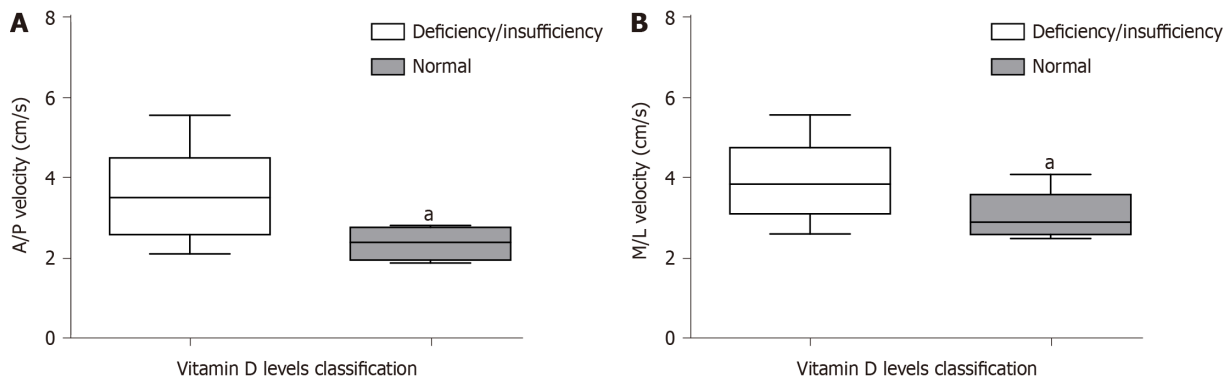 A
8
6
4
2
0
A/P velocity (cm/s)
Deficiency/insufficiency
Normal
a
Vitamin D levels classification
B
8
6
4
2
0
M/L velocity (cm/s)
Deficiency/insufficiency
Normal
a
Vitamin D levels classification